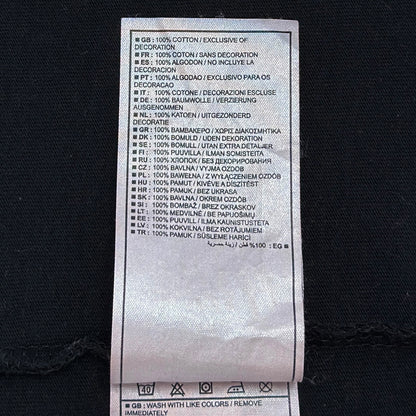 ■ GB : 100% COTTON / EXCLUSIVE OF
DECORATION
■ FR : 100% COTON / SANS DECORATION
■ ES : 100% ALGODON / NO INCLUYE LA
DECORACION
■ PT : 100% ALGODAO / EXCLUSIVO PARA OS
DECORACAO
■ IT : 100% COTONE / DECORAZIONI ESCLUSE
■ DE : 100% BAUMWOLLE / VERZIERUNG
AUSGENOMMEN
■ NL : 100% KATOEN / UITGEZONDERD
DECORATIE
■ GR : 100% ΒΑΜΒΑΚΕΡΟ / ΧΩΡΙΣ ΔΙΑΚΟΣΜΗΤΙΚΑ
■ DK : 100% BOMULD / UDEN DEKORATION
■ SE : 100% BOMULL / UTAN EXTRA DETALJER
■ FI : 100% PUUVILLA / ILMAN SOMISTEITA
■ RU : 100% ХЛОПОК / БЕЗ ДЕКОРИРОВАНИЯ
■ CZ : 100% BAVLNA / VYJMA OZDOB
■ PL : 100% BAWEŁNA / Z WYŁĄCZENIEM OZDÓB
■ HU : 100% PAMUT / KIVÉVE A DÍSZÍTÉST
■ HR : 100% PAMUK / BEZ UKRASA
■ SK : 100% BAVLNA / OKREM OZDÔB
■ SI : 100% BOMBAŽ / BREZ OKRASKOV
■ LT : 100% MEDVILNĖ / BE PAPUOŠIMŲ
■ EE : 100% PUUVILL / ILMA KAUNISTUSTETA
■ LV : 100% KOKVILNA / BEZ ROTĀJUMIEM
■ TR : 100% PAMUK / SÜSLEME HARİCİ
■ EG : %100 قطن / زينة حصرية
40
■ GB : WASH WITH LIKE COLORS / REMOVE
IMMEDIATELY